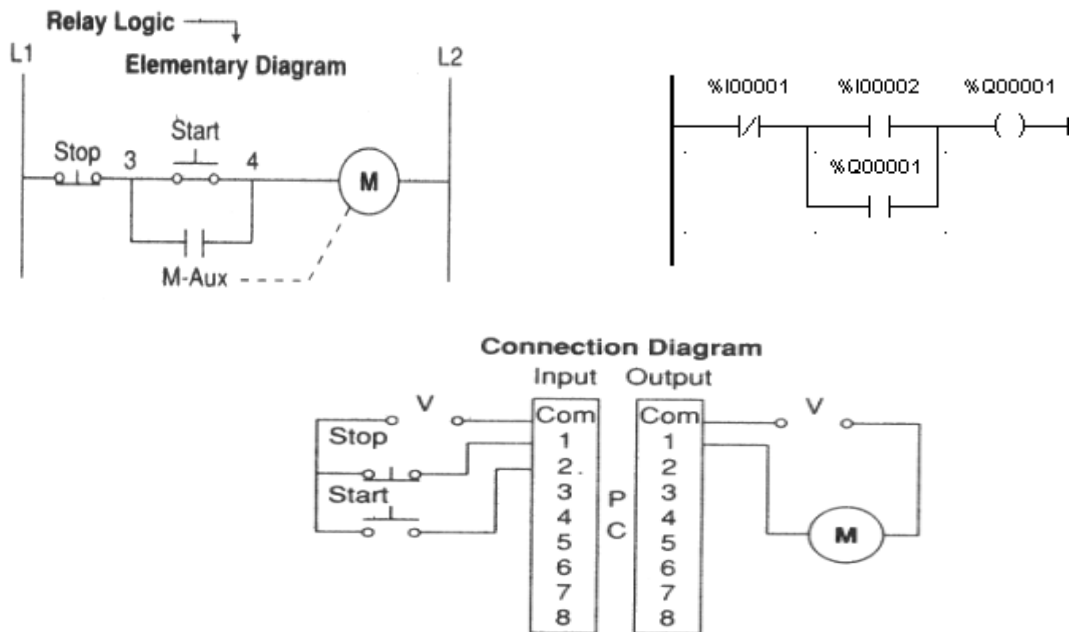 Relay Logic
L1
L2
Elementary Diagram
Stop
3
Start
4
M
M-Aux
%I00001
%I00002
%Q00001
%Q00001
Connection Diagram
Input
Output
V
Com
Com
V
Stop
1
1
2.
2
Start
3
3
P
4
4
C
5
5
M
6
6
7
7
8
8